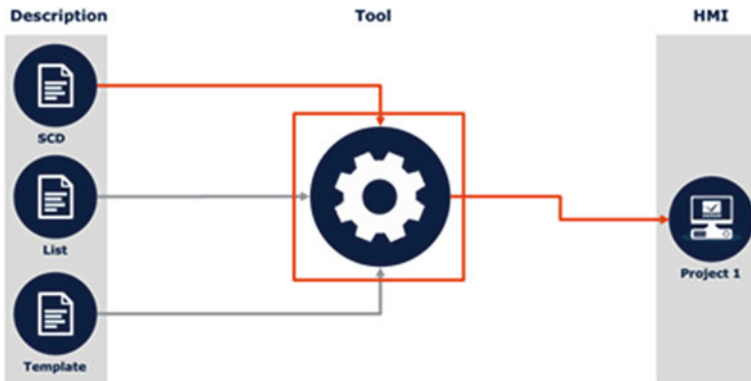 Description
Tool
HMI
SCD
List
Project 1
Template